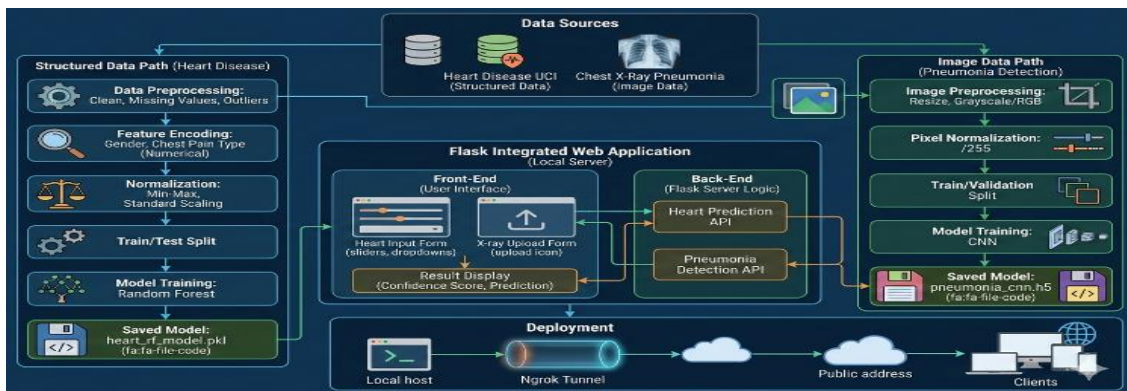 Data Sources
Heart Disease UCI
(Structured Data)
Chest X-Ray Pneumonia
(Image Data)
Structured Data Path (Heart Disease)
Data Preprocessing:
Clean, Missing Values, Outliers
Feature Encoding:
Gender, Chest Pain Type
(Numerical)
Normalization:
Min-Max,
Standard Scaling
Train/Test Split
Model Training:
Random Forest
Saved Model:
heart_rf_model.pkl
(fa:fa-file-code)
Flask Integrated Web Application
(Local Server)
Front-End
(User Interface)
Heart Input Form
(sliders, dropdowns)
X-ray Upload Form
(upload icon)
Result Display
(Confidence Score, Prediction)
Back-End
(Flask Server Logic)
Heart Prediction
API
Pneumonia
Detection API
Image Data Path
(Pneumonia Detection)
Image Preprocessing:
Resize, Grayscale/RGB
Pixel Normalization:
/255
Train/Validation
Split
Model Training:
CNN
Saved Model:
pneumonia_cnn.h5
(fa:fa-file-code)
Deployment
Local host
Ngrok Tunnel
Public address
Clients